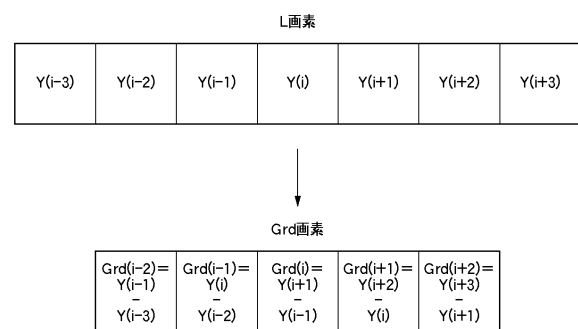 L画素
Y(i-3) Y(i-2) Y(i-1) Y(i) Y(i+1) Y(i+2) Y(i+3)
Grd画素
Grd(i-2)= Grd(i-1)= Grd(i)= Grd(i+1)= Grd(i+2)=
Y(i-1) Y(i) Y(i+1) Y(i+2) Y(i+3)
- - - - -
Y(i-3) Y(i-2) Y(i-1) Y(i) Y(i+1)